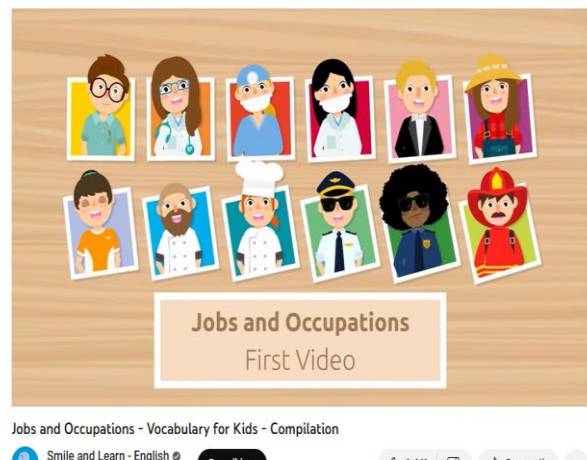 Jobs and Occupations
First Video
Jobs and Occupations - Vocabulary for Kids - Compilation
Smile and Learn - English